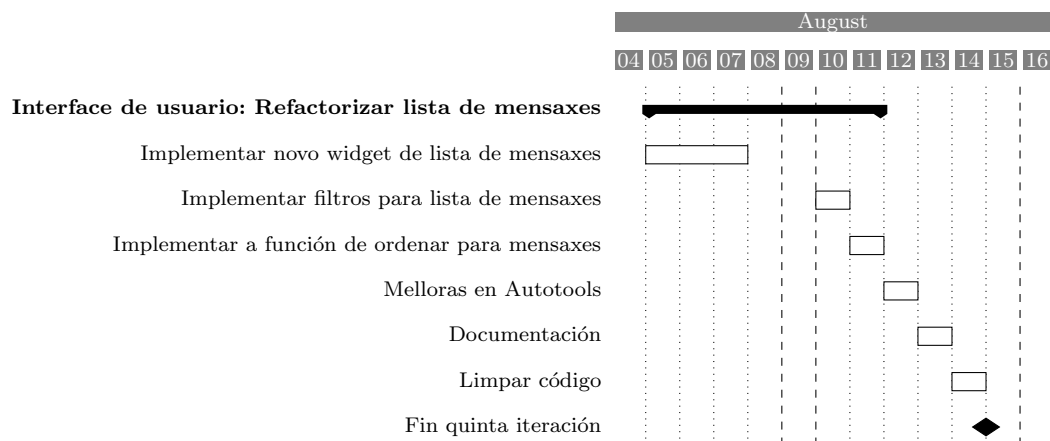 August
04 05 06 07 08 09 10 11 12 13 14 15 16
Interface de usuario: Refactorizar lista de mensaxes
Implementar novo widget de lista de mensaxes
Implementar filtros para lista de mensaxes
Implementar a función de ordenar para mensaxes
Melloras en Autotools
Documentación
Limpar código
Fin quinta iteración